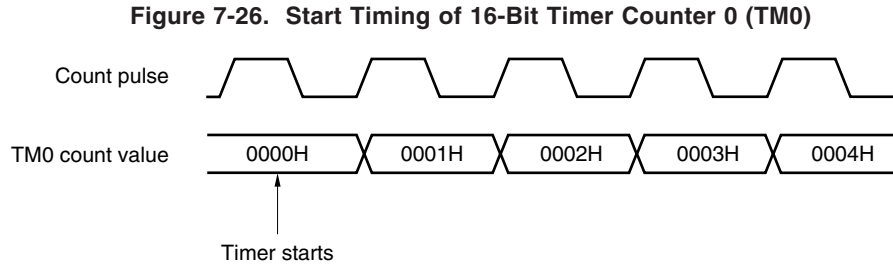 Figure 7-26. Start Timing of 16-Bit Timer Counter 0 (TM0)
Count pulse
TM0 count value 0000H 0001H 0002H 0003H 0004H
Timer starts